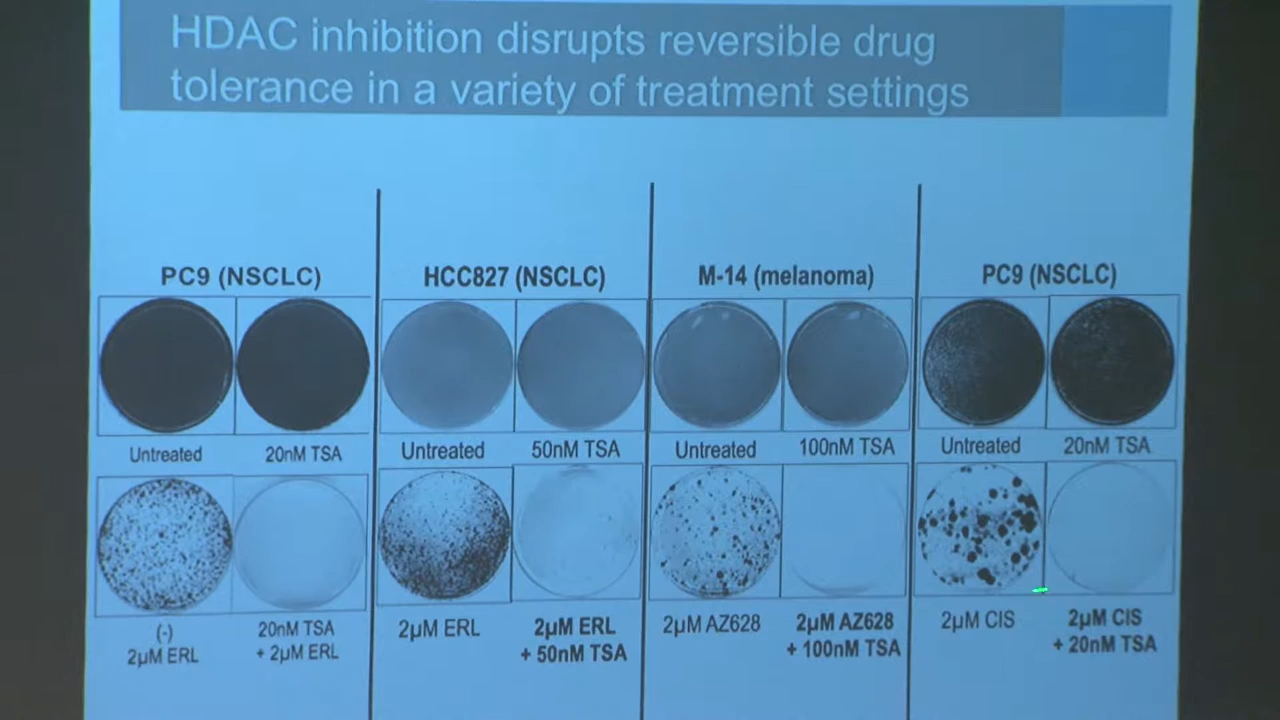 HDAC inhibition disrupts reversible drug
tolerance in a variety of treatment settings
PC9 (NSCLC)
Untreated
20nM TSA
(-)
2µM ERL
20nM TSA
+ 2µM ERL
HCC827 (NSCLC)
Untreated
50nM TSA
2µM ERL
2µM ERL
+ 50nM TSA
M-14 (melanoma)
Untreated
100nM TSA
2µM AZ628
2µM AZ628
+ 100nM TSA
PC9 (NSCLC)
Untreated
20nM TSA
2µM CIS
2µM CIS
+ 20nM TSA